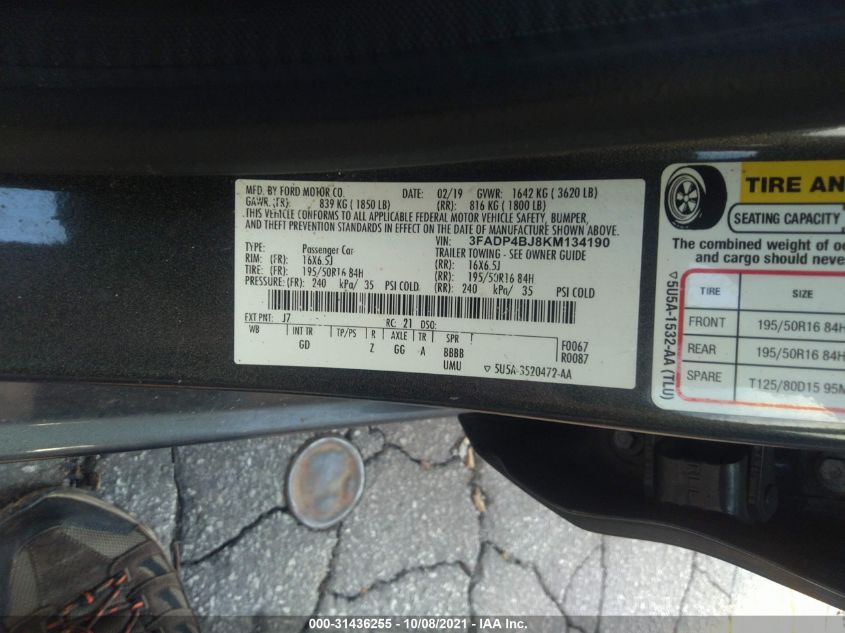 MFD. BY FORD MOTOR CO. DATE: 02/19 GVWR: 1642 KG ( 3620 LB)
GAWR: (FR): 839 KG ( 1850 LB) (RR): 816 KG ( 1800 LB)
THIS VEHICLE CONFORMS TO ALL APPLICABLE FEDERAL MOTOR VEHICLE SAFETY, BUMPER,
AND THEFT PREVENTION STANDARDS IN EFFECT ON THE DATE OF MANUFACTURE SHOWN ABOVE.
VIN: 3FADP4BJ8KM134190
TYPE: Passenger Car TRAILER TOWING - SEE OWNER GUIDE
RIM: (FR): 16X6.5J (RR): 16X6.5J
TIRE: (FR): 195/50R16 84H (RR): 195/50R16 84H
PRESSURE: (FR): 240 kPa/ 35 PSI COLD (RR): 240 kPa/ 35 PSI COLD
EXT PNT: J7 RC: 21 DSO:
WB INT TR TP/PS R AXLE TR SPR F0067
GD Z GG A BBBB R0087
UMU ▽ 5U5A-3520472-AA
TIRE AN
SEATING CAPACITY
The combined weight of oc
and cargo should neve
TIRE SIZE
FRONT 195/50R16 84H
REAR 195/50R16 84H
SPARE T125/80D15 95M
▽5U5A-1532-AA (TLU)
000-31436255 - 10/08/2021 - IAA Inc.